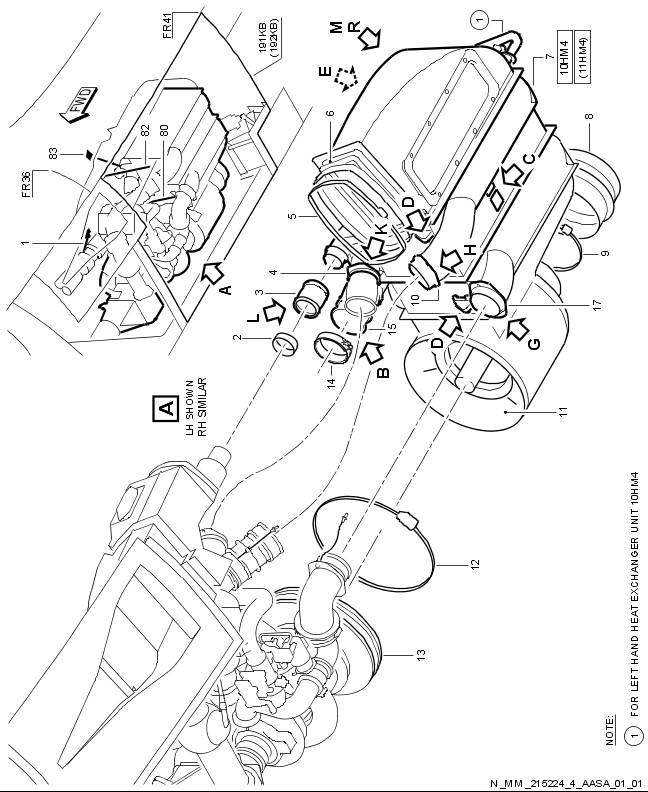 FR41
191KB
(192KB)
FWD
83
82
80
FR36
1
A
M
R
E
1
7
10HM4
(11HM4)
6
8
C
D
5
K
H
9
4
3
10
17
L
15
D
G
2
14
B
11
A
LH SHOWN
RH SIMILAR
12
13
NOTE:
1 FOR LEFT HAND HEAT EXCHANGER UNIT 10HM4
N_MM_215224_4_AASA_01_01